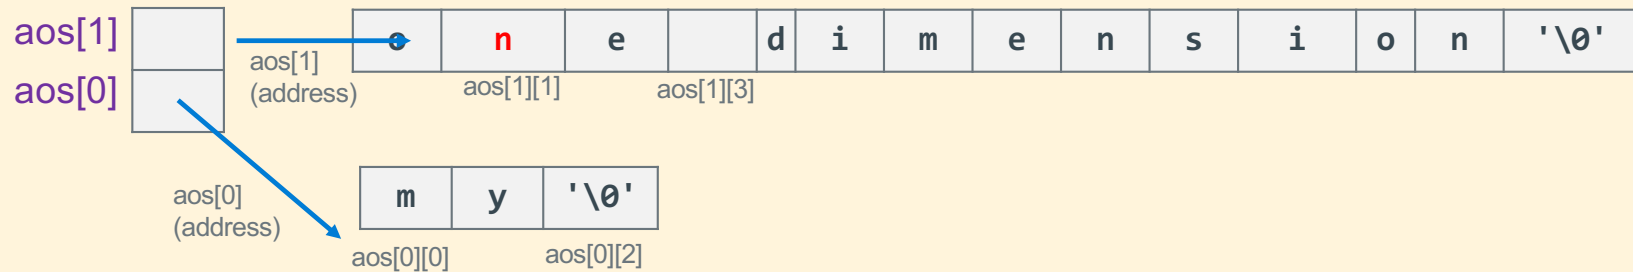 aos[1] o n e d i m e n s i o n '\0'
aos[1]
(address)
aos[1][1] aos[1][3]
aos[0]
m y '\0'
aos[0]
(address)
aos[0][0] aos[0][2]